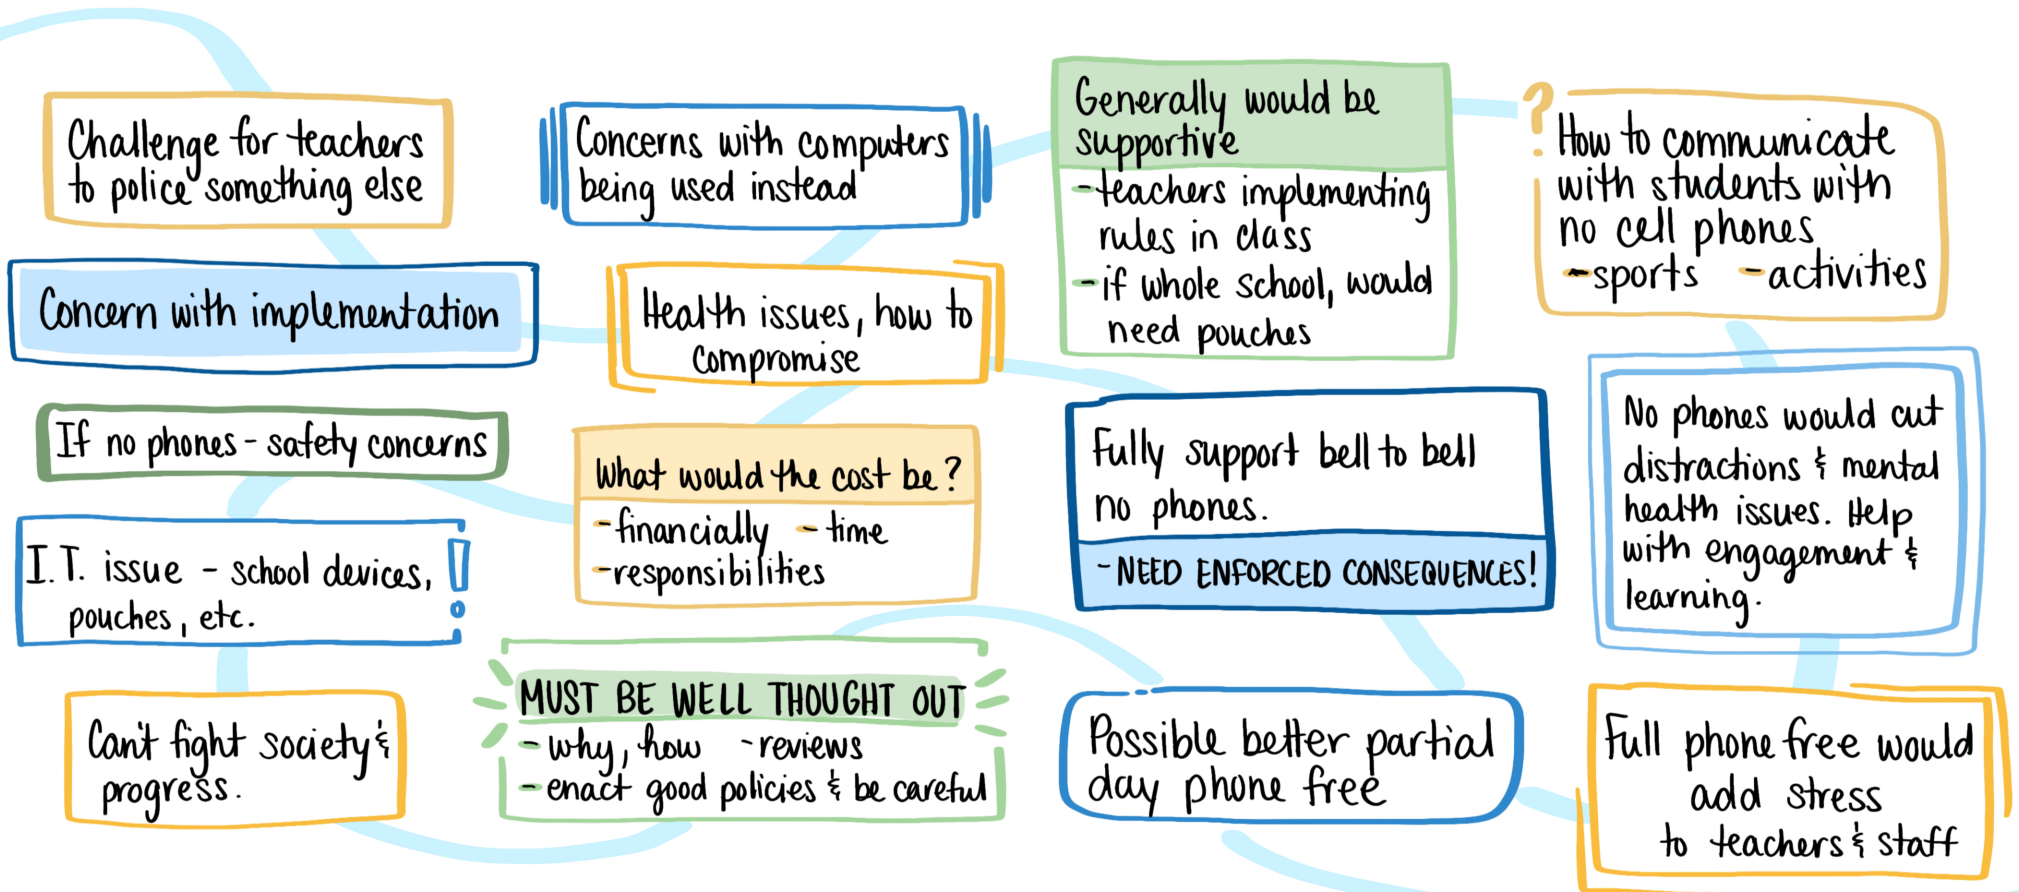 Challenge for teachers
to police something else
Concern with implementation
If no phones - safety concerns
I.T. issue - school devices,
pouches, etc.
Can't fight society &
progress.
Concerns with computers
being used instead
Health issues, how to
compromise
What would the cost be?
- financially - time
- responsibilities
MUST BE WELL THOUGHT OUT
- why, how - reviews
- enact good policies & be careful
Generally would be
supportive
- teachers implementing
rules in class
- if whole school, would
need pouches
Fully support bell to bell
no phones.
- NEED ENFORCED CONSEQUENCES!
Possible better partial
day phone free
? How to communicate
with students with
no cell phones
- sports - activities
No phones would cut
distractions & mental
health issues. Help
with engagement &
learning.
Full phone free would
add stress
to teachers & staff